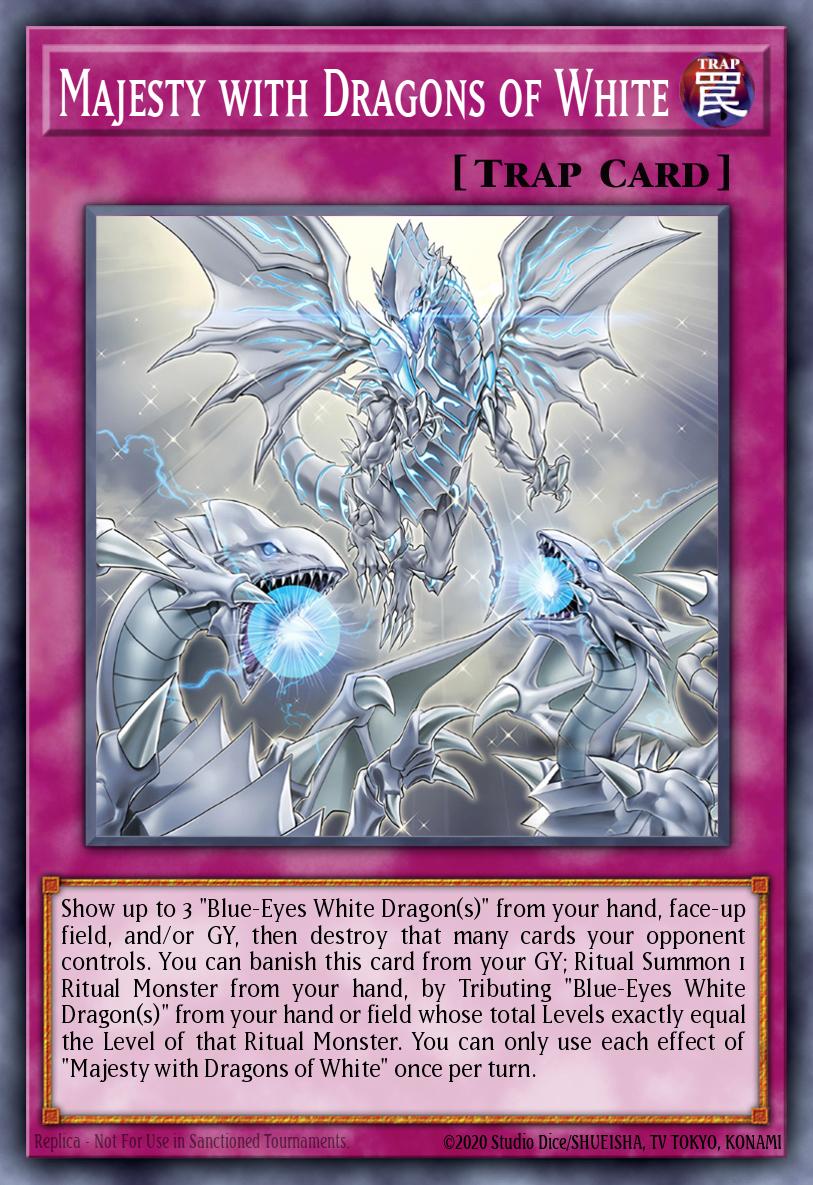 Majesty with Dragons of White
TRAP
罠
[Trap Card]
Show up to 3 "Blue-Eyes White Dragon(s)" from your hand, face-up
field, and/or GY, then destroy that many cards your opponent
controls. You can banish this card from your GY; Ritual Summon 1
Ritual Monster from your hand, by Tributing "Blue-Eyes White
Dragon(s)" from your hand or field whose total Levels exactly equal
the Level of that Ritual Monster. You can only use each effect of
"Majesty with Dragons of White" once per turn.
Replica - Not For Use in Sanctioned Tournaments.
©2020 Studio Dice/SHUEISHA, TV TOKYO, KONAMI